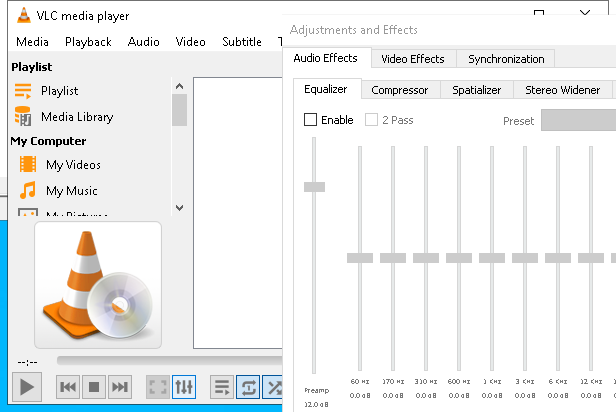 VLC media player
Media Playback Audio Video Subtitle
Playlist
Playlist
Media Library
My Computer
My Videos
My Music
My Pictures
--:--
Adjustments and Effects
Audio Effects Video Effects Synchronization
Equalizer Compressor Spatializer Stereo Widener
Enable 2 Pass Preset
60 Hz 170 Hz 310 Hz 600 Hz 1 KHz 3 KHz 6 KHz 12 KHz
Preamp 0.0 dB 0.0 dB 0.0 dB 0.0 dB 0.0 dB 0.0 dB 0.0 dB 0.0 dB
12.0 dB